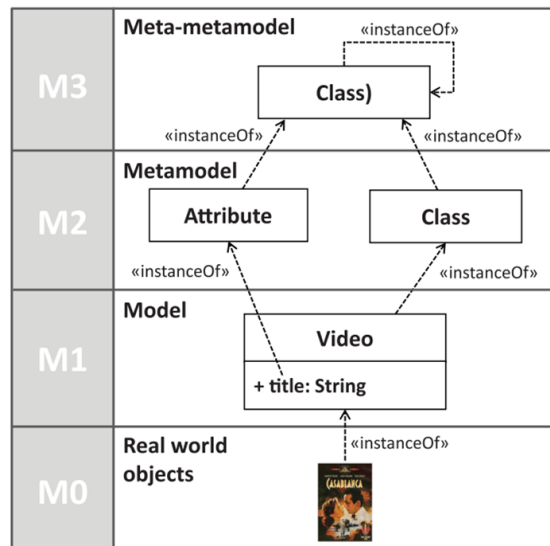 M3
Meta-metamodel
«instanceOf»
Class)
«instanceOf»
«instanceOf»
M2
Metamodel
Attribute
Class
«instanceOf»
«instanceOf»
M1
Model
Video
+ title: String
M0
Real world
objects
«instanceOf»
CASABLANCA